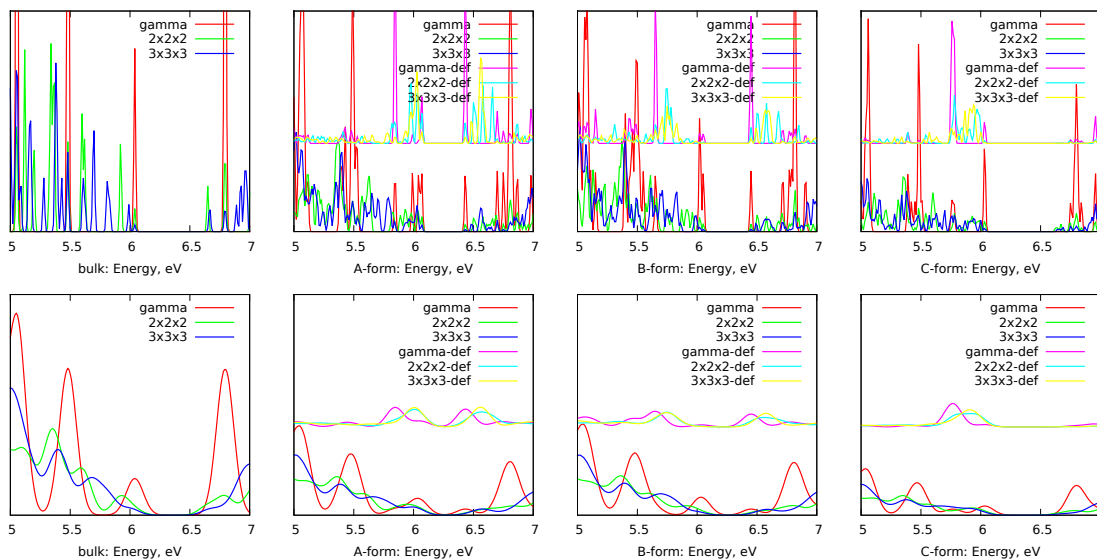 gamma
2x2x2
3x3x3
5 5.5 6 6.5 7
bulk: Energy, eV
gamma
2x2x2
3x3x3
gamma-def
2x2x2-def
3x3x3-def
5 5.5 6 6.5 7
A-form: Energy, eV
gamma
2x2x2
3x3x3
gamma-def
2x2x2-def
3x3x3-def
5 5.5 6 6.5 7
B-form: Energy, eV
gamma
2x2x2
3x3x3
gamma-def
2x2x2-def
3x3x3-def
5 5.5 6 6.5
C-form: Energy, eV
gamma
2x2x2
3x3x3
5 5.5 6 6.5 7
bulk: Energy, eV
gamma
2x2x2
3x3x3
gamma-def
2x2x2-def
3x3x3-def
5 5.5 6 6.5 7
A-form: Energy, eV
gamma
2x2x2
3x3x3
gamma-def
2x2x2-def
3x3x3-def
5 5.5 6 6.5 7
B-form: Energy, eV
gamma
2x2x2
3x3x3
gamma-def
2x2x2-def
3x3x3-def
5 5.5 6 6.5
C-form: Energy, eV